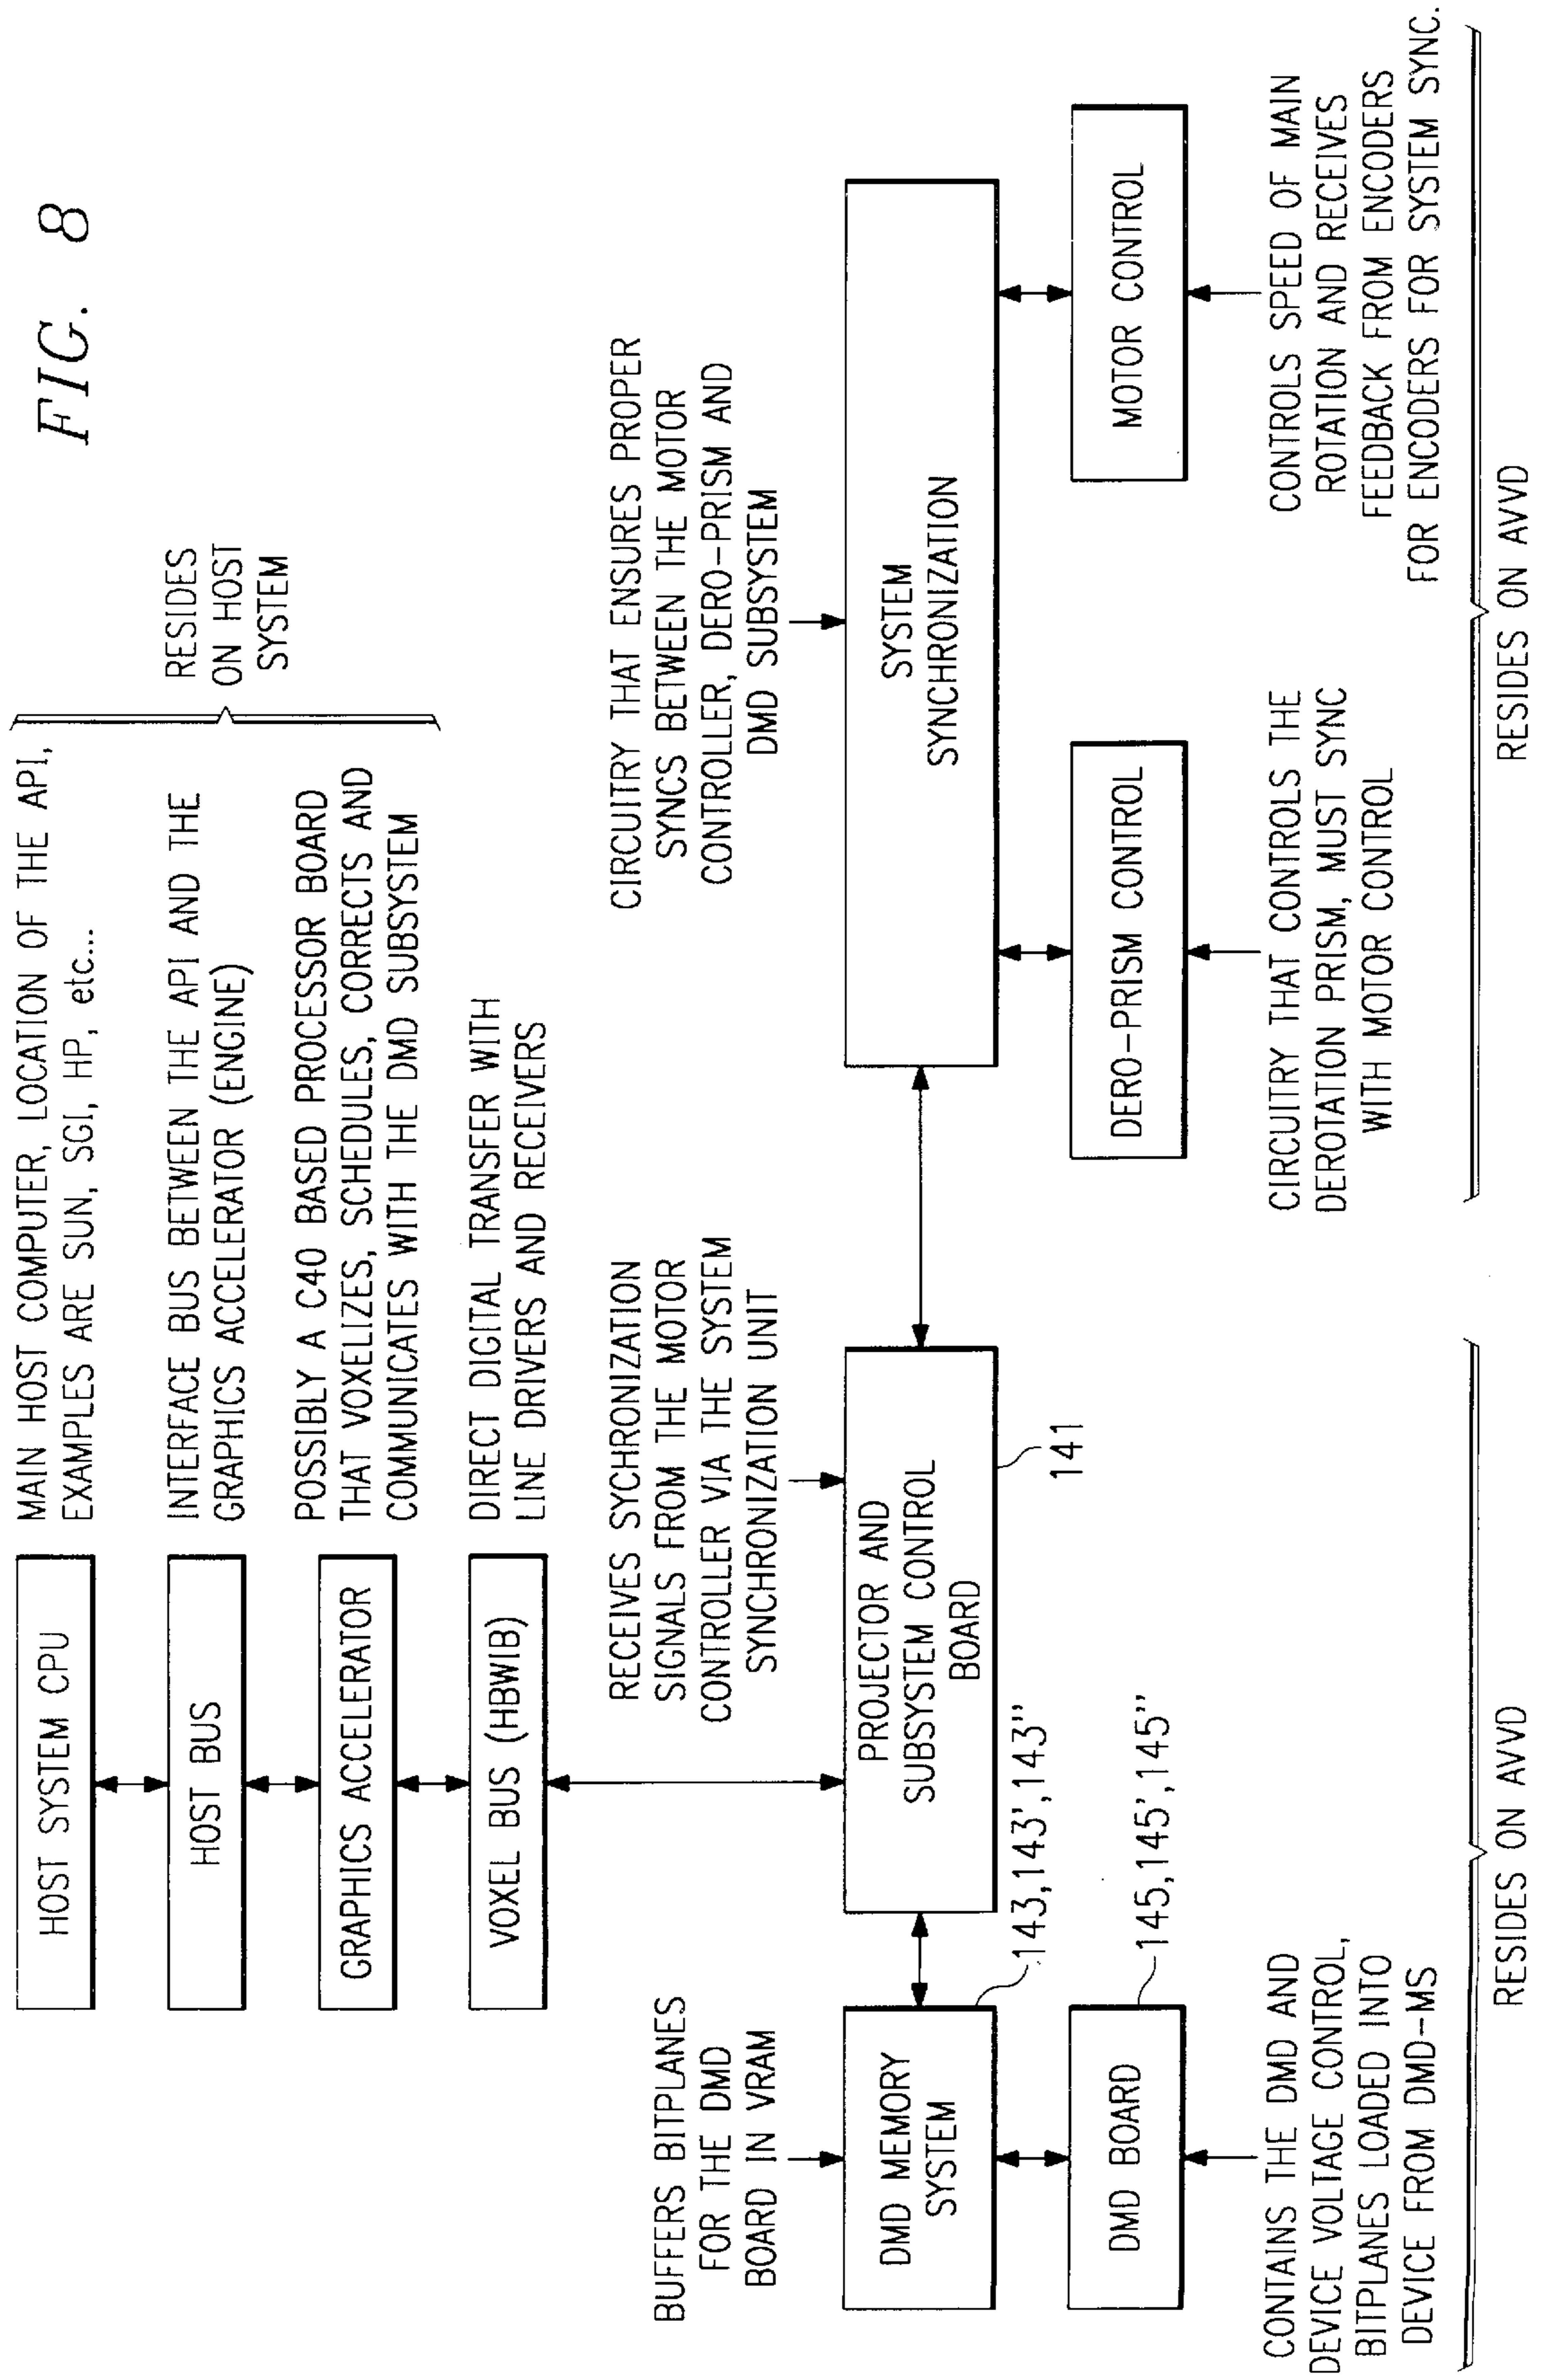 FIG. 8
HOST SYSTEM CPU
MAIN HOST COMPUTER, LOCATION OF THE API,
EXAMPLES ARE SUN, SGI, HP, etc...
HOST BUS
INTERFACE BUS BETWEEN THE API AND THE
GRAPHICS ACCELERATOR (ENGINE)
GRAPHICS ACCELERATOR
POSSIBLY A C40 BASED PROCESSOR BOARD
THAT VOXELIZES, SCHEDULES, CORRECTS AND
COMMUNICATES WITH THE DMD SUBSYSTEM
RESIDES
ON HOST
SYSTEM
VOXEL BUS (HBWIB)
DIRECT DIGITAL TRANSFER WITH
LINE DRIVERS AND RECEIVERS
BUFFERS BITPLANES
FOR THE DMD
BOARD IN VRAM
RECEIVES SYCHRONIZATION
SIGNALS FROM THE MOTOR
CONTROLLER VIA THE SYSTEM
SYNCHRONIZATION UNIT
CIRCUITRY THAT ENSURES PROPER
SYNCS BETWEEN THE MOTOR
CONTROLLER, DERO-PRISM AND
DMD SUBSYSTEM
DMD MEMORY
SYSTEM
143,143',143''
PROJECTOR AND
SUBSYSTEM CONTROL
BOARD
141
SYSTEM
SYNCHRONIZATION
DMD BOARD
145,145',145''
DERO-PRISM CONTROL
MOTOR CONTROL
CONTAINS THE DMD AND
DEVICE VOLTAGE CONTROL,
BITPLANES LOADED INTO
DEVICE FROM DMD-MS
CIRCUITRY THAT CONTROLS THE
DEROTATION PRISM, MUST SYNC
WITH MOTOR CONTROL
CONTROLS SPEED OF MAIN
ROTATION AND RECEIVES
FEEDBACK FROM ENCODERS
FOR ENCODERS FOR SYSTEM SYNC.
RESIDES ON AVVD
RESIDES ON AVVD